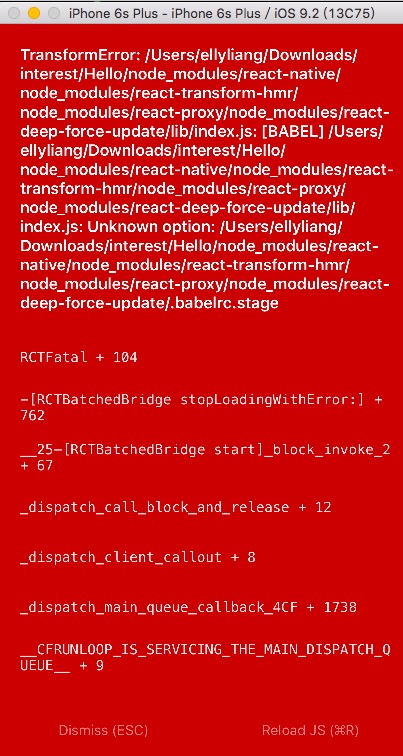 iPhone 6s Plus - iPhone 6s Plus / iOS 9.2 (13C75)
TransformError: /Users/ellyliang/Downloads/
interest/Hello/node_modules/react-native/
node_modules/react-transform-hmr/
node_modules/react-proxy/node_modules/react-
deep-force-update/lib/index.js: [BABEL] /Users/
ellyliang/Downloads/interest/Hello/
node_modules/react-native/node_modules/react-
transform-hmr/node_modules/react-proxy/
node_modules/react-deep-force-update/lib/
index.js: Unknown option: /Users/ellyliang/
Downloads/interest/Hello/node_modules/react-
native/node_modules/react-transform-hmr/
node_modules/react-proxy/node_modules/react-
deep-force-update/.babelrc.stage
RCTFatal + 104
-[RCTBatchedBridge stopLoadingWithError:] +
762
__25-[RCTBatchedBridge start]_block_invoke_2
+ 67
_dispatch_call_block_and_release + 12
_dispatch_client_callout + 8
_dispatch_main_queue_callback_4CF + 1738
__CFRUNLOOP_IS_SERVICING_THE_MAIN_DISPATCH_Q
UEUE__ + 9
Dismiss (ESC)
Reload JS (⌘R)